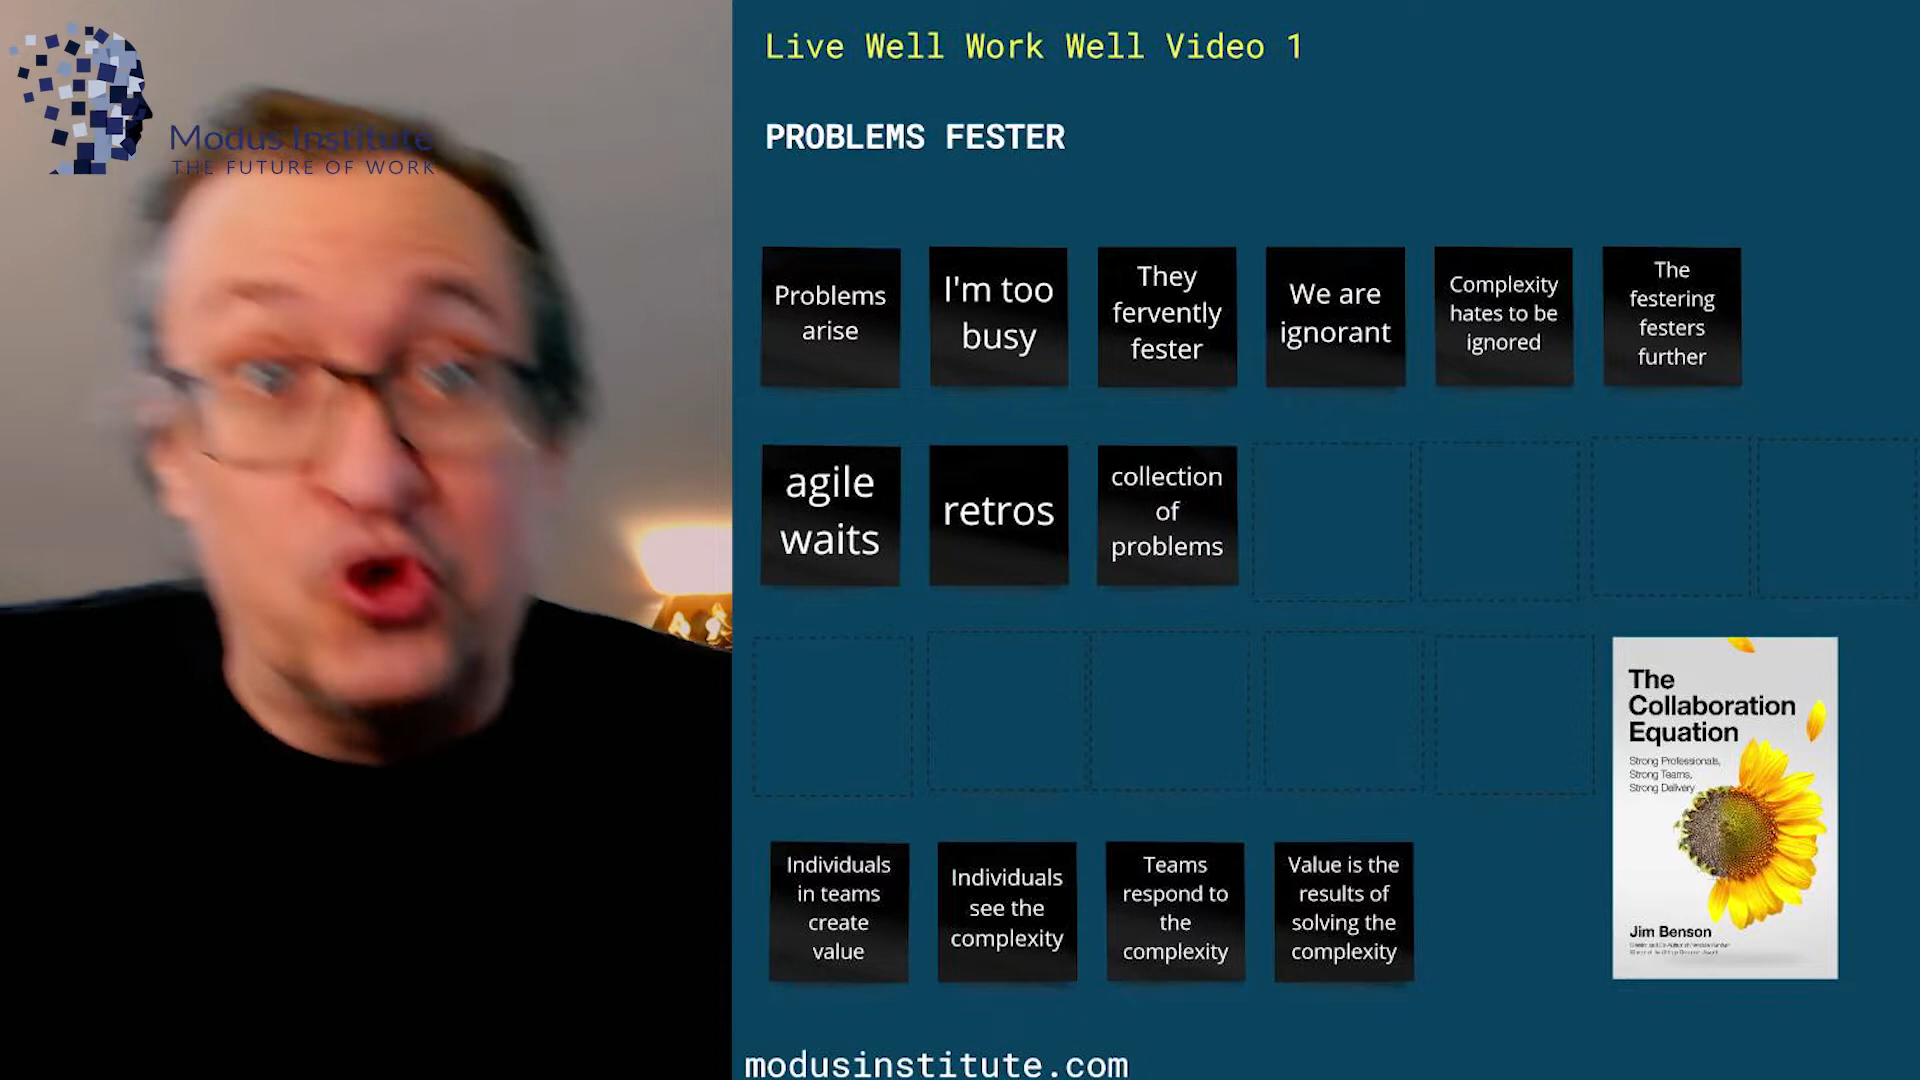 Modus Institute
THE FUTURE OF WORK
Live Well Work Well Video 1
PROBLEMS FESTER
Problems
arise
I'm too
busy
They
fervently
fester
We are
ignorant
Complexity
hates to be
ignored
The
festering
festers
further
agile
waits
retros
collection
of
problems
The
Collaboration
Equation
Strong Professionals,
Strong Teams,
Strong Delivery
Jim Benson
Individuals
in teams
create
value
Individuals
see the
complexity
Teams
respond to
the
complexity
Value is the
results of
solving the
complexity
modusinstitute.com